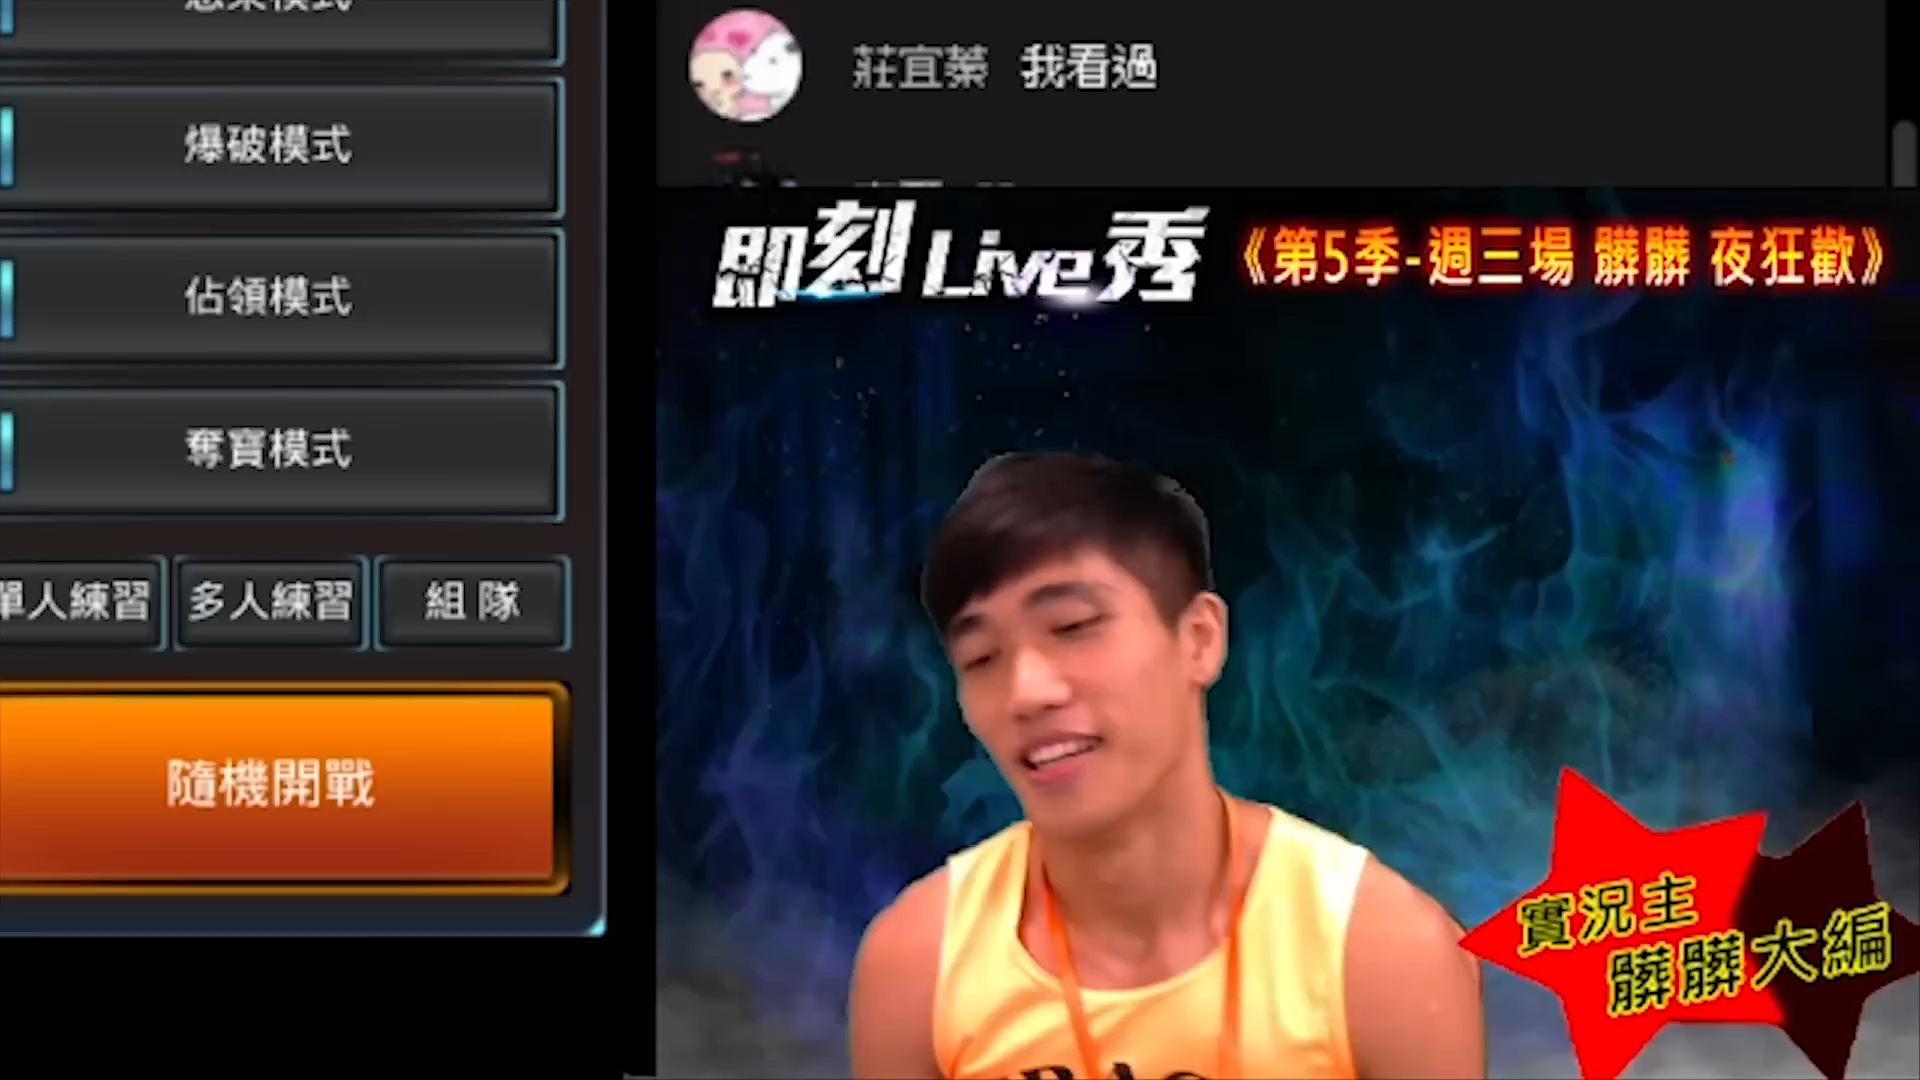 爆破模式
佔領模式
奪寶模式
單人練習
多人練習
組隊
隨機開戰
莊宜蓁 我看過
即刻Live秀
《第5季-週三場 髒髒 夜狂歡》
實況主
髒髒大編